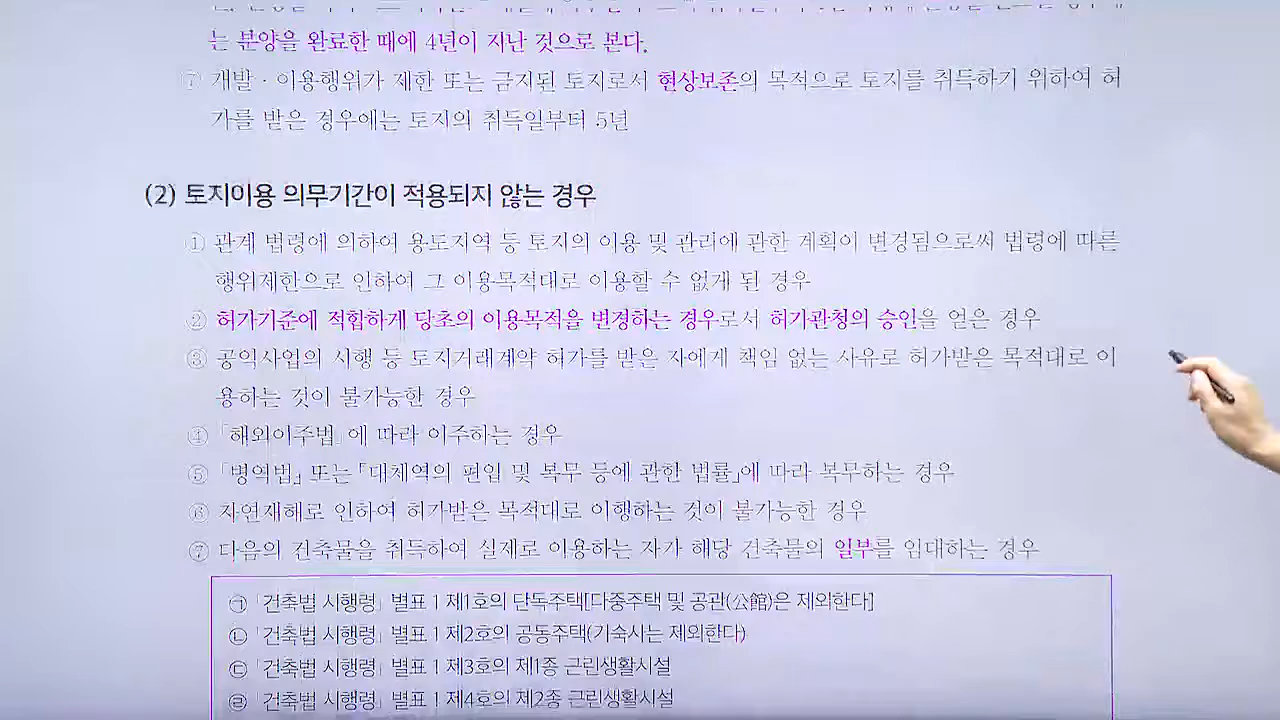 는 분양을 완료한 때에 4년이 지난 것으로 본다.
⑦ 개발·이용행위가 제한 또는 금지된 토지로서 현상보존의 목적으로 토지를 취득하기 위하여 허
가를 받은 경우에는 토지의 취득일부터 5년
(2) 토지이용 의무기간이 적용되지 않는 경우
① 관계 법령에 의하여 용도지역 등 토지의 이용 및 관리에 관한 계획이 변경됨으로써 법령에 따른
행위제한으로 인하여 그 이용목적대로 이용할 수 없게 된 경우
② 허가기준에 적합하게 당초의 이용목적을 변경하는 경우로서 허가관청의 승인을 얻은 경우
③ 공익사업의 시행 등 토지거래계약 허가를 받은 자에게 책임 없는 사유로 허가받은 목적대로 이
용하는 것이 불가능한 경우
④ 「해외이주법」에 따라 이주하는 경우
⑤ 「병역법」 또는 「대체역의 편입 및 복무 등에 관한 법률」에 따라 복무하는 경우
⑥ 자연재해로 인하여 허가받은 목적대로 이행하는 것이 불가능한 경우
⑦ 다음의 건축물을 취득하여 실제로 이용하는 자가 해당 건축물의 일부를 임대하는 경우
㉠ 「건축법 시행령」 별표 1 제1호의 단독주택[다중주택 및 공관(公館)은 제외한다]
㉡ 「건축법 시행령」 별표 1 제2호의 공동주택(기숙사는 제외한다)
㉢ 「건축법 시행령」 별표 1 제3호의 제1종 근린생활시설
㉣ 「건축법 시행령」 별표 1 제4호의 제2종 근린생활시설